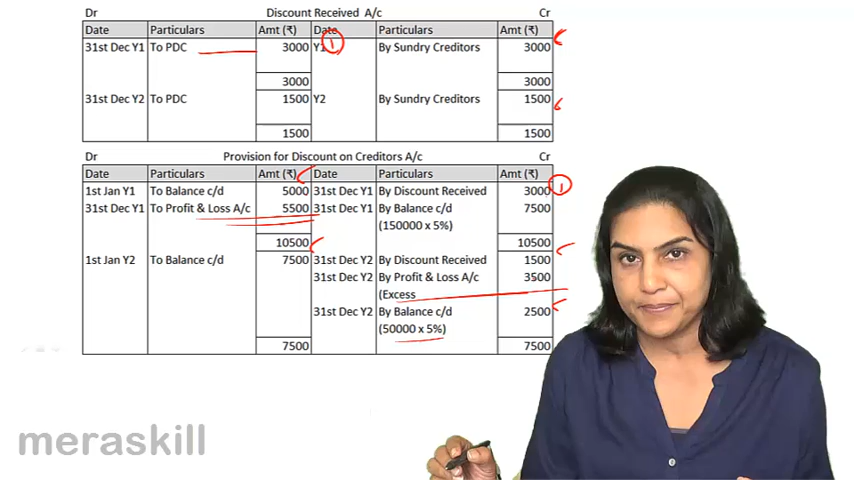 Dr Discount Received A/c Cr
Date Particulars Amt (₹) Date Particulars Amt (₹)
31st Dec Y1 To PDC 3000 Y1 By Sundry Creditors 3000
1
3000 3000
31st Dec Y2 To PDC 1500 Y2 By Sundry Creditors 1500
1500 1500
Dr Provision for Discount on Creditors A/c Cr
Date Particulars Amt (₹) Date Particulars Amt (₹)
31st Jan Y1 To Balance c/d 5000 31st Dec Y1 By Discount Received 3000 1
31st Dec Y1 To Profit & Loss A/c 5500 31st Dec Y1 By Balance c/d 7500
(150000 x 5%)
10500 10500
1st Jan Y2 To Balance c/d 7500 31st Dec Y2 By Discount Received 1500
31st Dec Y2 By Profit & Loss A/c 3500
(Excess
31st Dec Y2 By Balance c/d 2500
(50000 x 5%)
7500 7500
meraskill